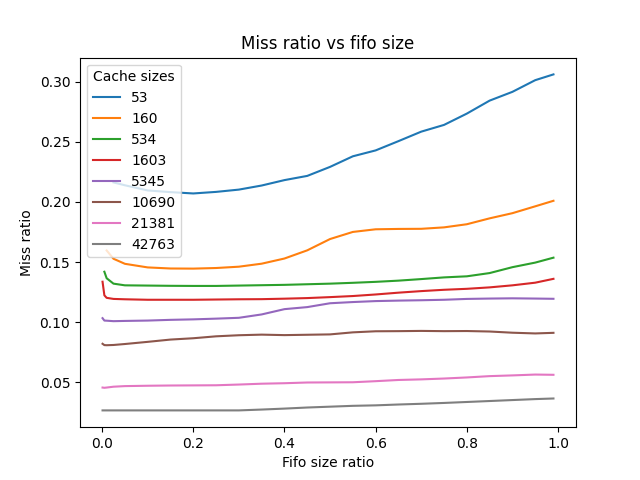 Miss ratio vs fifo size
Cache sizes
53
160
534
1603
5345
10690
21381
42763
0.30
0.25
0.20
0.15
0.10
0.05
Miss ratio
0.0 0.2 0.4 0.6 0.8 1.0
Fifo size ratio